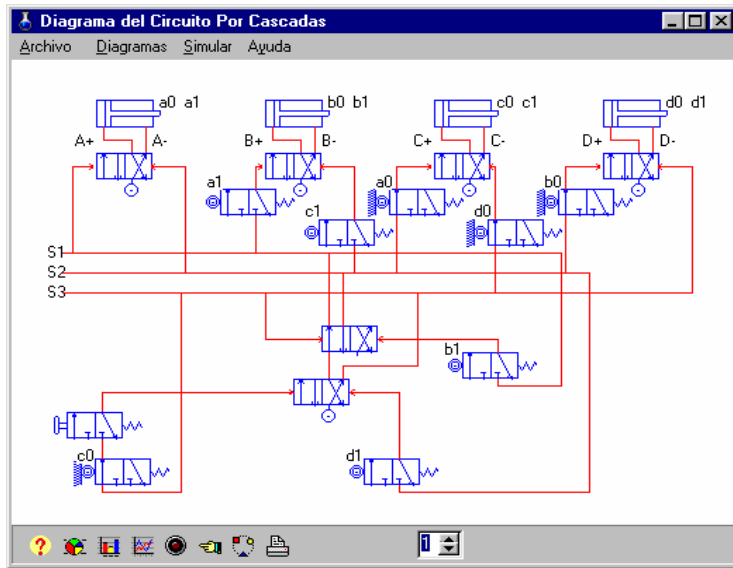 Diagrama del Circuito Por Cascadas
Archivo Diagramas Simular Ayuda
a0 a1 b0 b1 c0 c1 d0 d1
A+ A- B+ B- C+ C- D+ D-
a1 a0 b0
c1 d0
S1
S2
S3
b1
c0 d1
? 1